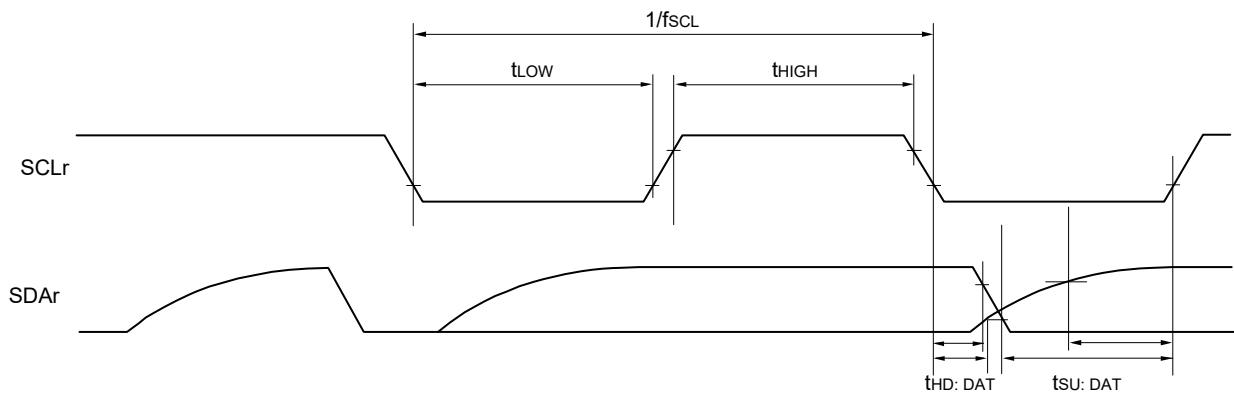 1/fSCL
tLOW
tHIGH
SCLr
SDAr
tHD: DAT
tSU: DAT